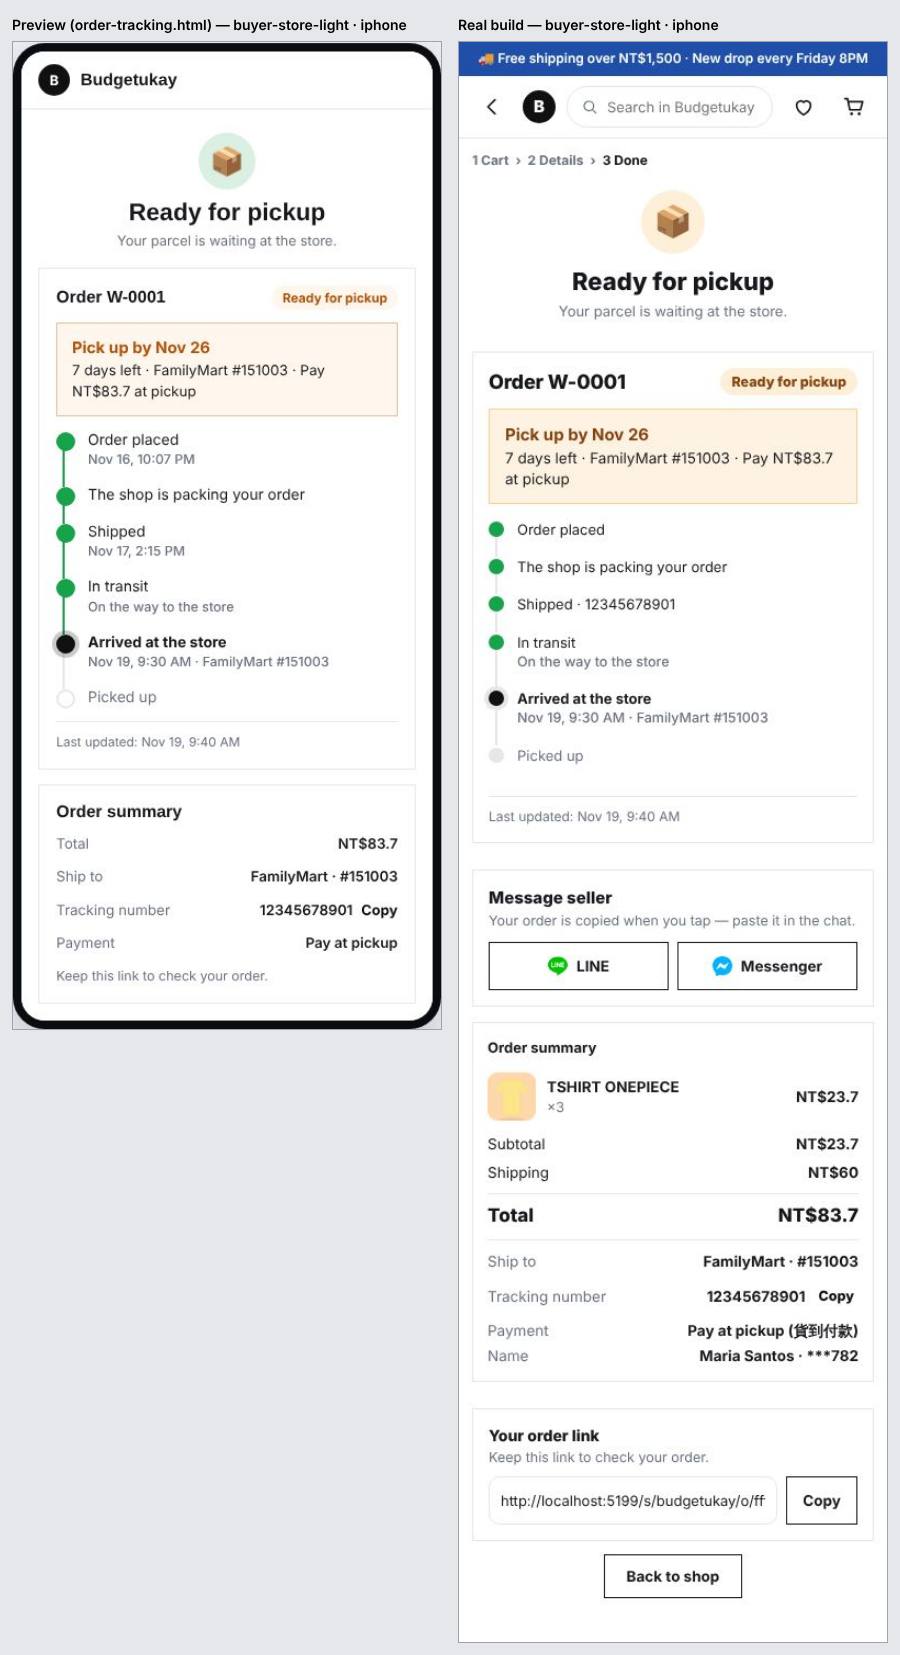 Preview (order-tracking.html) — buyer-store-light · iphone
B Budgetukay
Ready for pickup
Your parcel is waiting at the store.
Order W-0001 Ready for pickup
Pick up by Nov 26
7 days left · FamilyMart #151003 · Pay
NT$83.7 at pickup
Order placed
Nov 16, 10:07 PM
The shop is packing your order
Shipped
Nov 17, 2:15 PM
In transit
On the way to the store
Arrived at the store
Nov 19, 9:30 AM · FamilyMart #151003
Picked up
Last updated: Nov 19, 9:40 AM
Order summary
Total NT$83.7
Ship to FamilyMart · #151003
Tracking number 12345678901 Copy
Payment Pay at pickup
Keep this link to check your order.
Real build — buyer-store-light · iphone
🚚 Free shipping over NT$1,500 · New drop every Friday 8PM
B Search in Budgetukay
1 Cart › 2 Details › 3 Done
Ready for pickup
Your parcel is waiting at the store.
Order W-0001 Ready for pickup
Pick up by Nov 26
7 days left · FamilyMart #151003 · Pay NT$83.7
at pickup
Order placed
The shop is packing your order
Shipped · 12345678901
In transit
On the way to the store
Arrived at the store
Nov 19, 9:30 AM · FamilyMart #151003
Picked up
Last updated: Nov 19, 9:40 AM
Message seller
Your order is copied when you tap — paste it in the chat.
LINE LINE Messenger
Order summary
TSHIRT ONEPIECE NT$23.7
×3
Subtotal NT$23.7
Shipping NT$60
Total NT$83.7
Ship to FamilyMart · #151003
Tracking number 12345678901 Copy
Payment Pay at pickup (貨到付款)
Name Maria Santos · ***782
Your order link
Keep this link to check your order.
http://localhost:5199/s/budgetukay/o/ff Copy
Back to shop